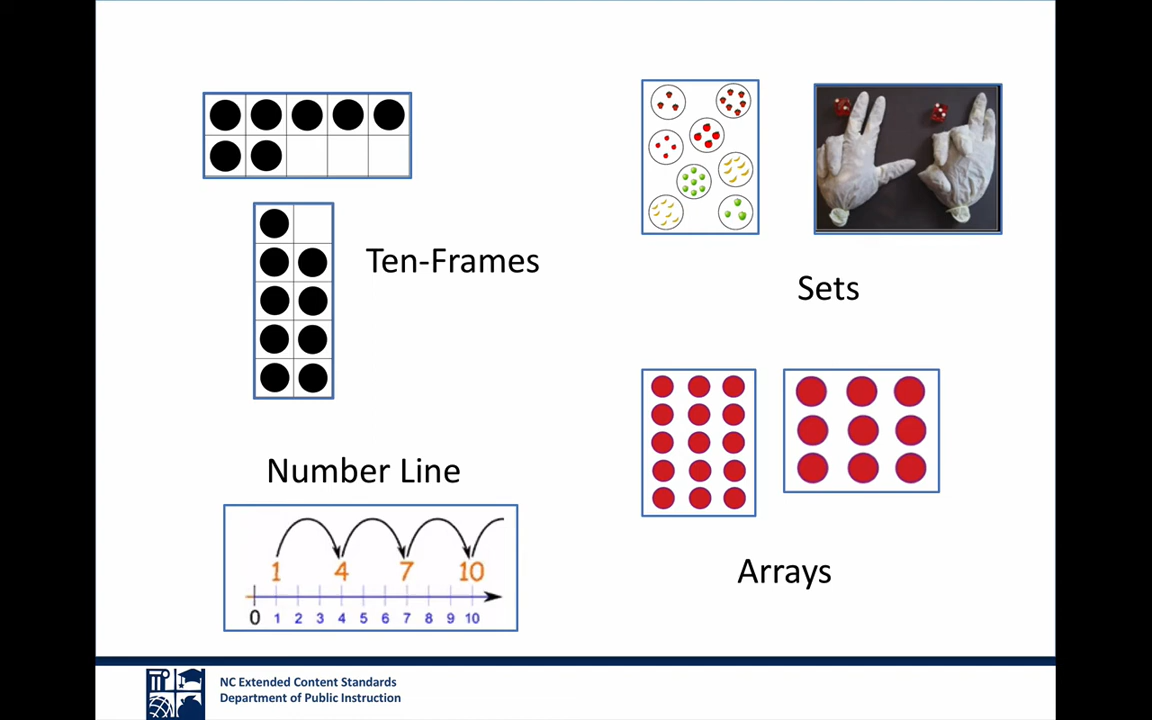 Ten-Frames
Sets
Number Line
1 4 7 10
0 1 2 3 4 5 6 7 8 9 10
Arrays
NC Extended Content Standards
Department of Public Instruction